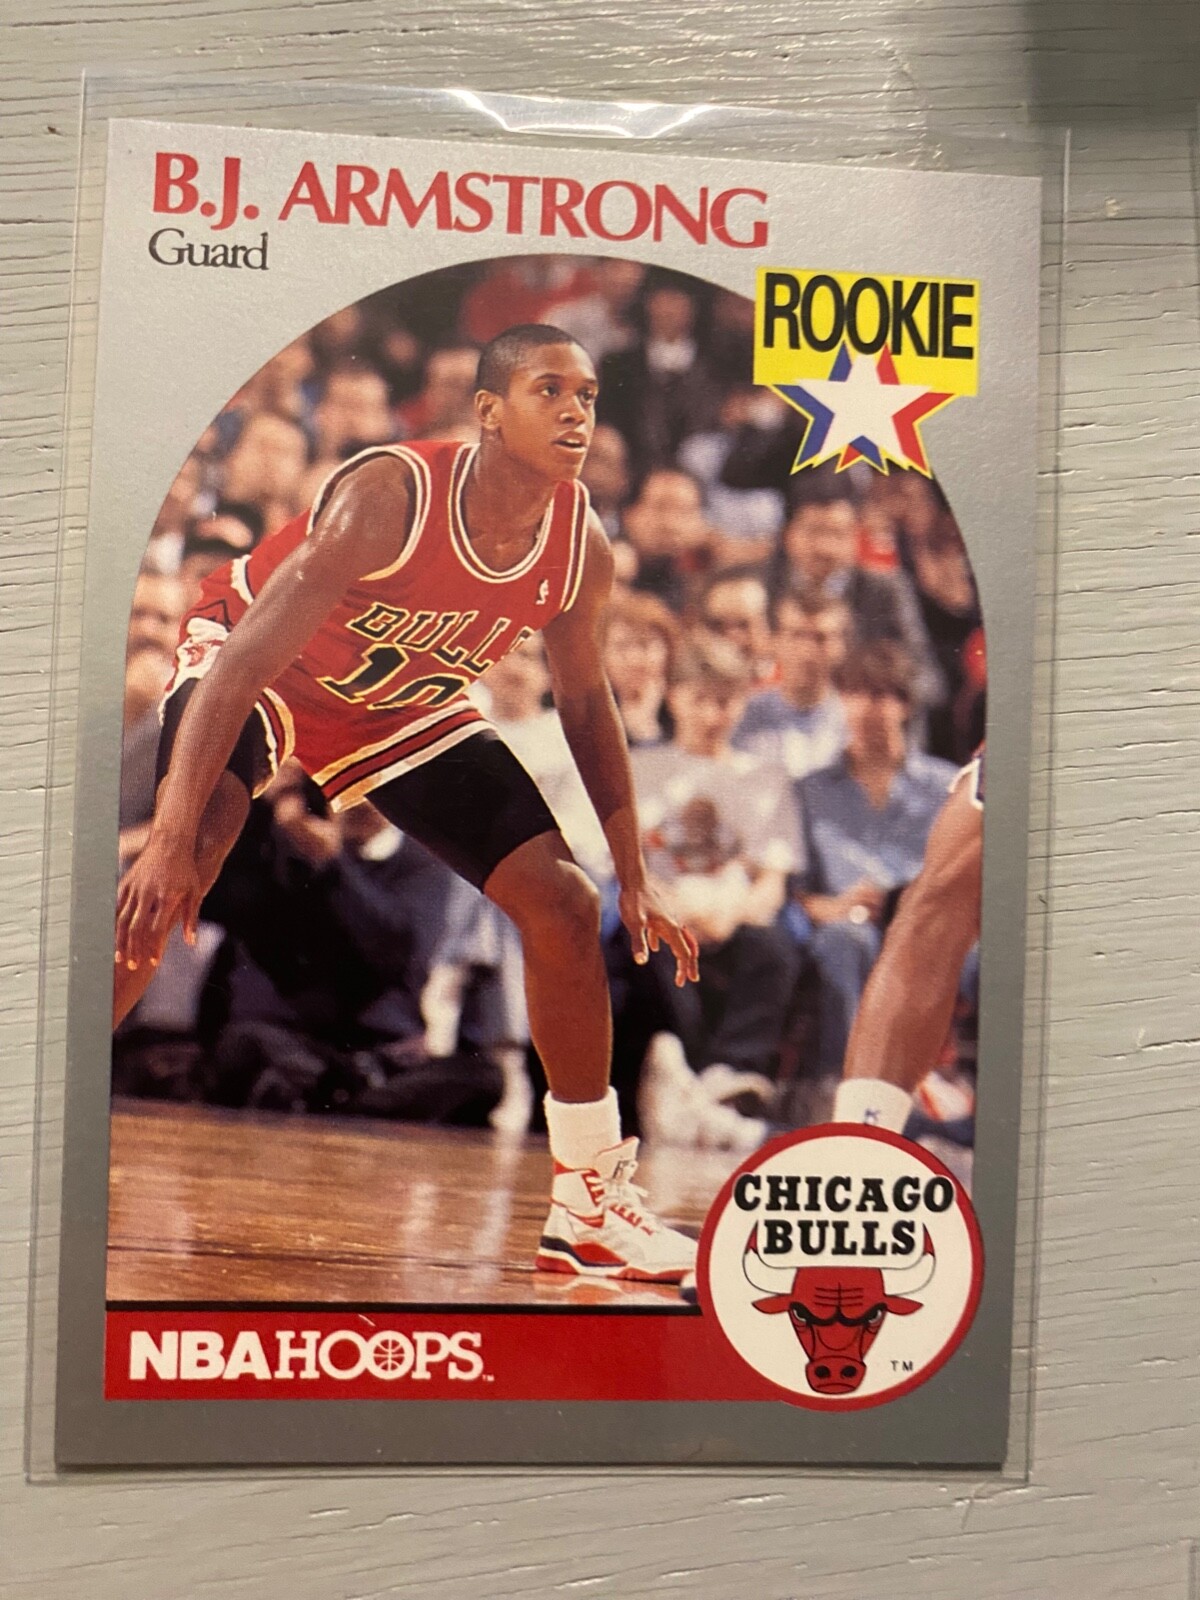 B.J. ARMSTRONG
Guard
ROOKIE
BULLS
10
CHICAGO
BULLS
TM
NBA HOOPS